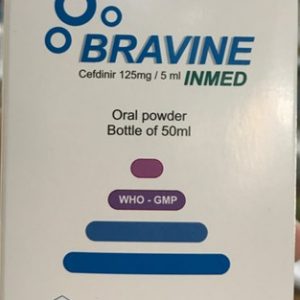 BRAVINE
Cefdinir 125mg / 5 ml INMED
Oral powder
Bottle of 50ml
WHO - GMP